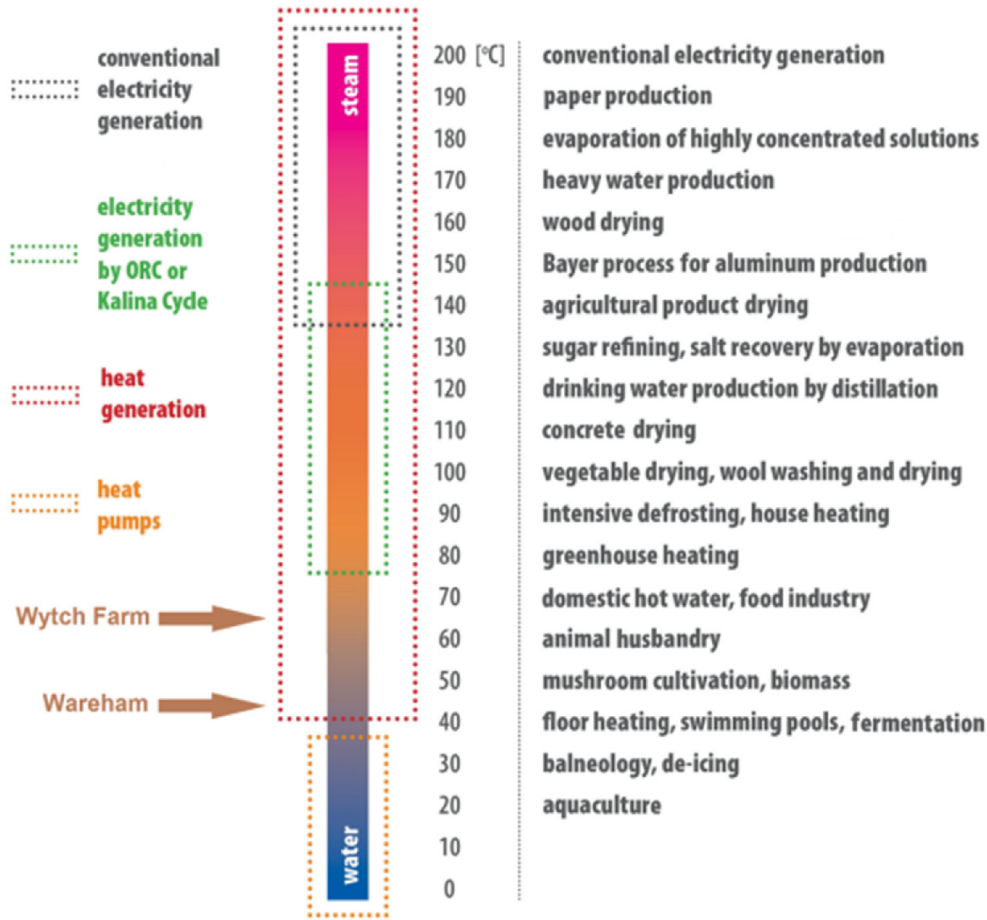 conventional
electricity
generation
electricity
generation
by ORC or
Kalina Cycle
heat
generation
heat
pumps
Wytch Farm
Wareham
steam
water
200 [°C] conventional electricity generation
190 paper production
180 evaporation of highly concentrated solutions
170 heavy water production
160 wood drying
150 Bayer process for aluminum production
140 agricultural product drying
130 sugar refining, salt recovery by evaporation
120 drinking water production by distillation
110 concrete drying
100 vegetable drying, wool washing and drying
90 intensive defrosting, house heating
80 greenhouse heating
70 domestic hot water, food industry
60 animal husbandry
50 mushroom cultivation, biomass
40 floor heating, swimming pools, fermentation
30 balneology, de-icing
20 aquaculture
10
0